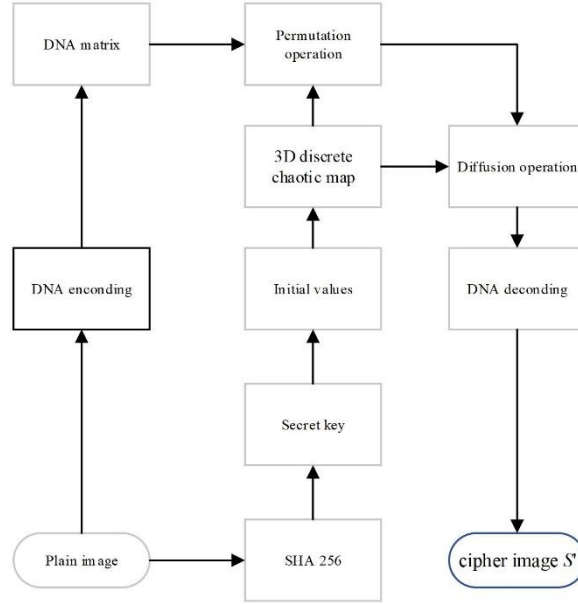 DNA matrix
Permutation
operation
3D discrete
chaotic map
Diffusion operation
DNA enconding
Initial values
DNA deconding
Secret key
Plain image
SHA 256
cipher image S'